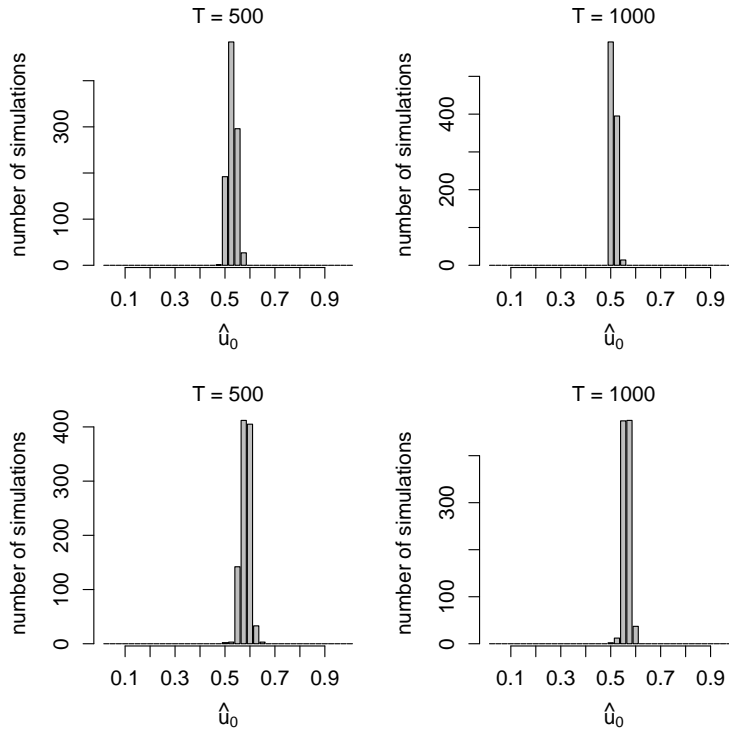 T = 500
number of simulations
0 100 300
0.1 0.3 0.5 0.7 0.9
û₀
T = 1000
number of simulations
0 200 400
0.1 0.3 0.5 0.7 0.9
û₀
T = 500
number of simulations
0 100 200 300 400
0.1 0.3 0.5 0.7 0.9
û₀
T = 1000
number of simulations
0 100 300
0.1 0.3 0.5 0.7 0.9
û₀